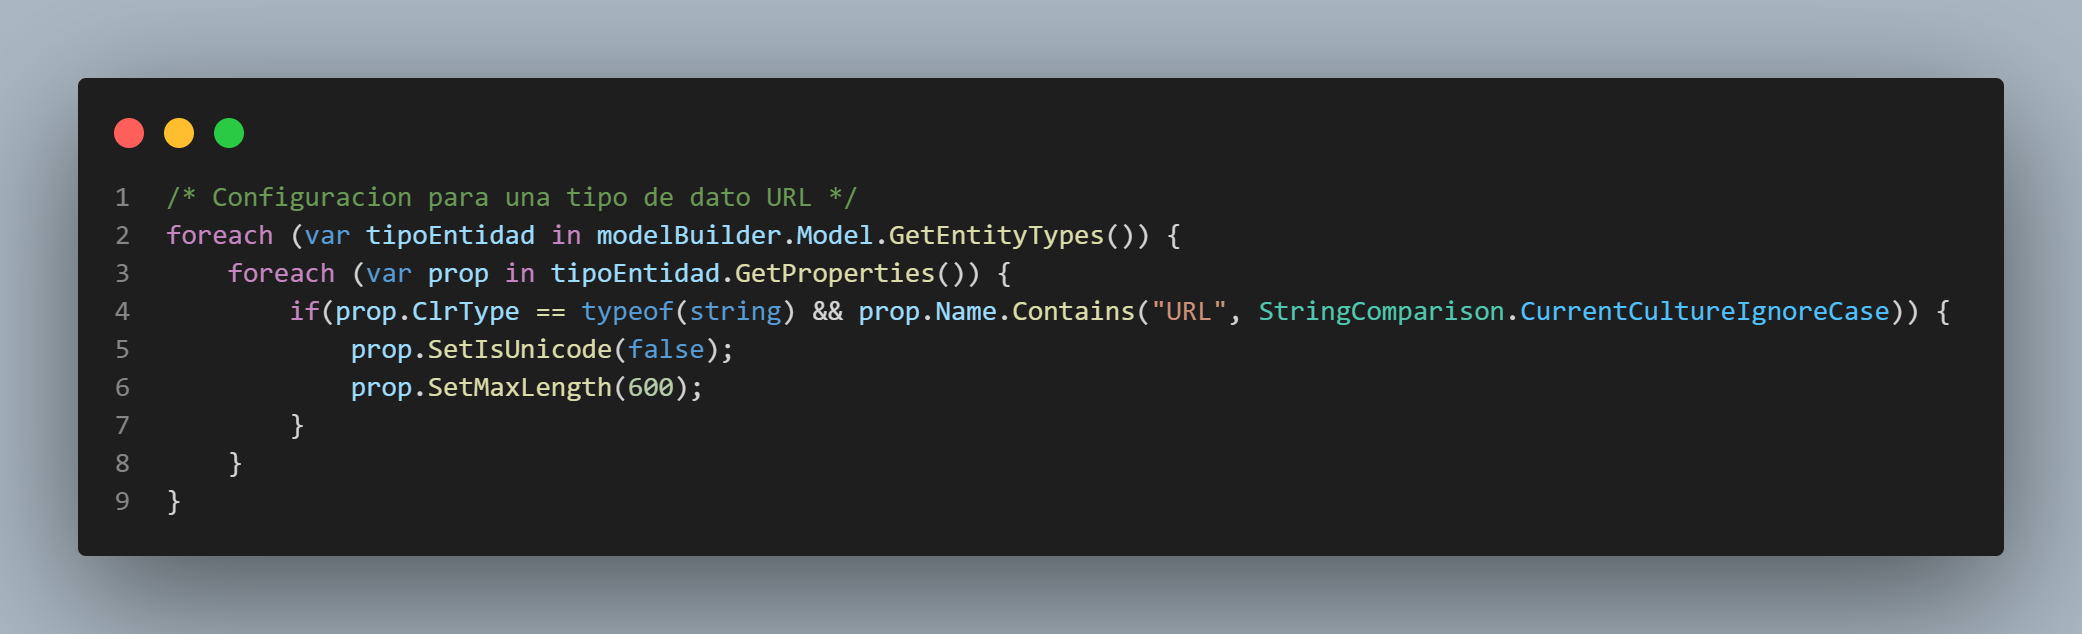 1 /* Configuracion para una tipo de dato URL */
2 foreach (var tipoEntidad in modelBuilder.Model.GetEntityTypes()) {
3     foreach (var prop in tipoEntidad.GetProperties()) {
4         if(prop.ClrType == typeof(string) && prop.Name.Contains("URL", StringComparison.CurrentCultureIgnoreCase)) {
5             prop.SetIsUnicode(false);
6             prop.SetMaxLength(600);
7         }
8     }
9 }